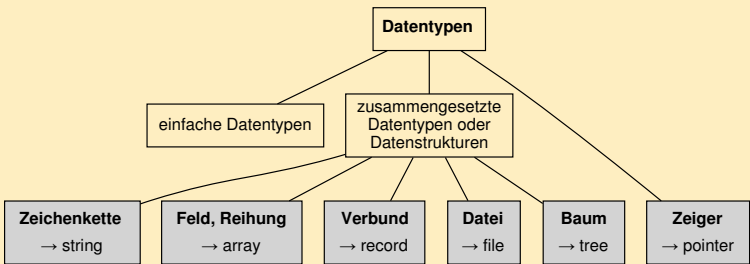 Datentypen
einfache Datentypen
zusammengesetzte
Datentypen oder
Datenstrukturen
Zeichenkette
→ string
Feld, Reihung
→ array
Verbund
→ record
Datei
→ file
Baum
→ tree
Zeiger
→ pointer